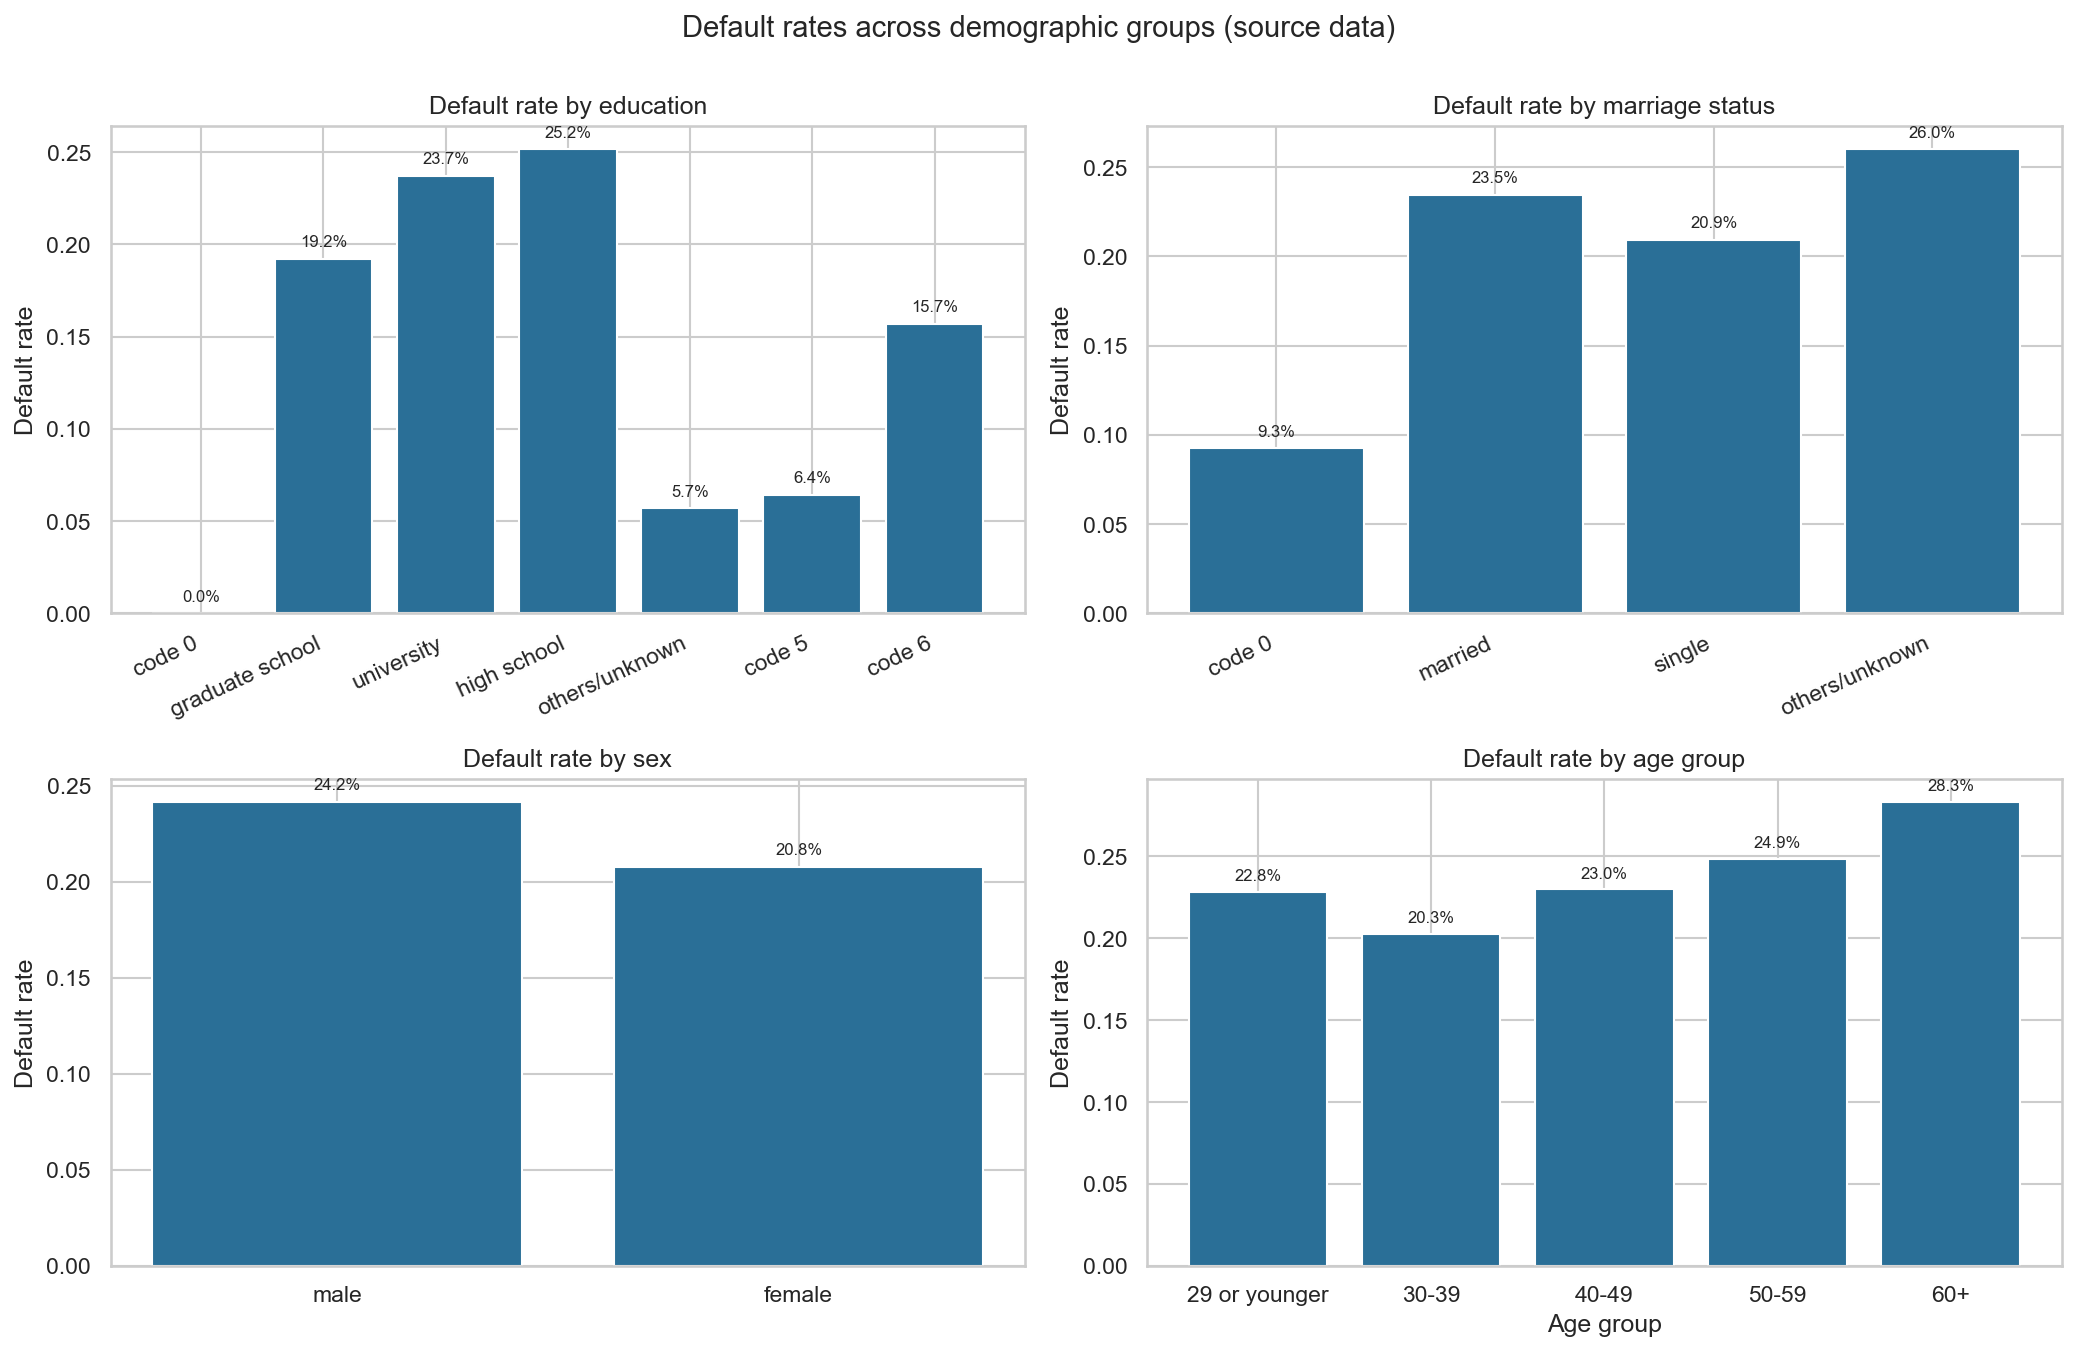 Default rates across demographic groups (source data)
Default rate by education
Default rate
0.25
0.20
0.15
0.10
0.05
0.00
0.0%
19.2%
23.7%
25.2%
5.7%
6.4%
15.7%
code 0
graduate school
university
high school
others/unknown
code 5
code 6
Default rate by marriage status
Default rate
0.25
0.20
0.15
0.10
0.05
0.00
9.3%
23.5%
20.9%
26.0%
code 0
married
single
others/unknown
Default rate by sex
Default rate
0.25
0.20
0.15
0.10
0.05
0.00
24.2%
20.8%
male
female
Default rate by age group
Default rate
0.25
0.20
0.15
0.10
0.05
0.00
22.8%
20.3%
23.0%
24.9%
28.3%
29 or younger
30-39
40-49
50-59
60+
Age group